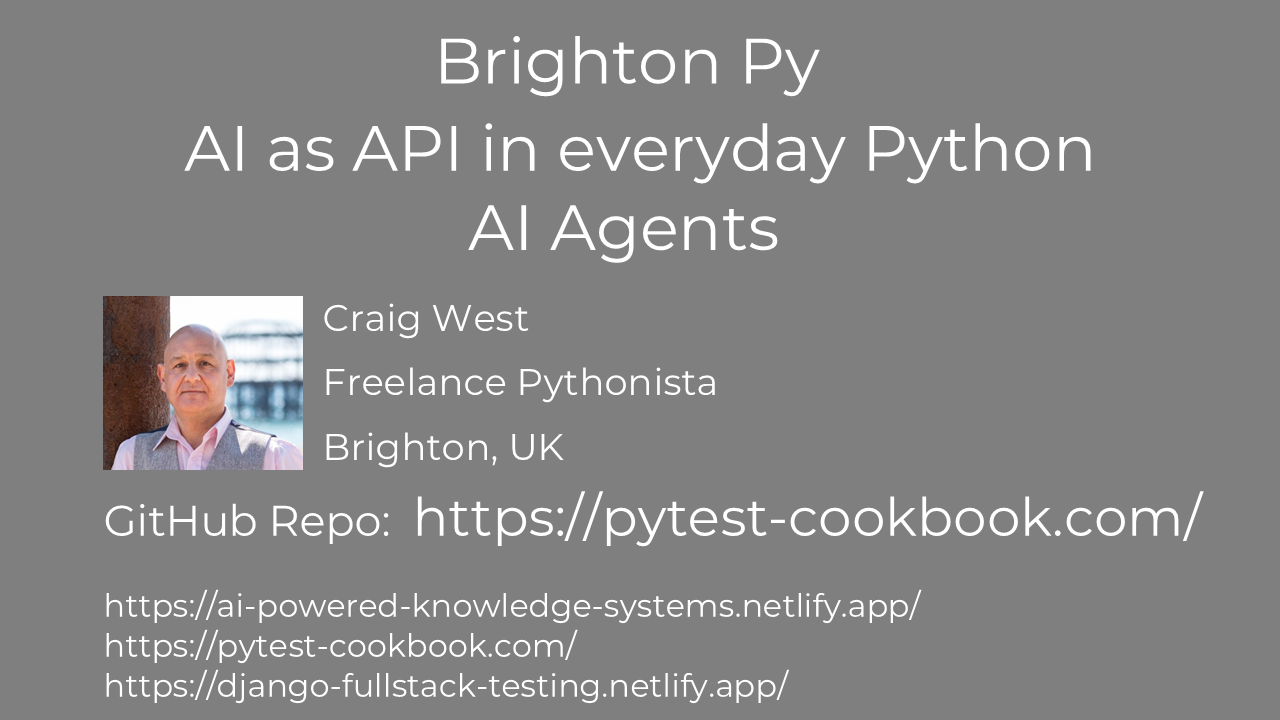 Brighton Py
AI as API in everyday Python
AI Agents
Craig West
Freelance Pythonista
Brighton, UK
GitHub Repo: https://pytest-cookbook.com/
https://ai-powered-knowledge-systems.netlify.app/
https://pytest-cookbook.com/
https://django-fullstack-testing.netlify.app/